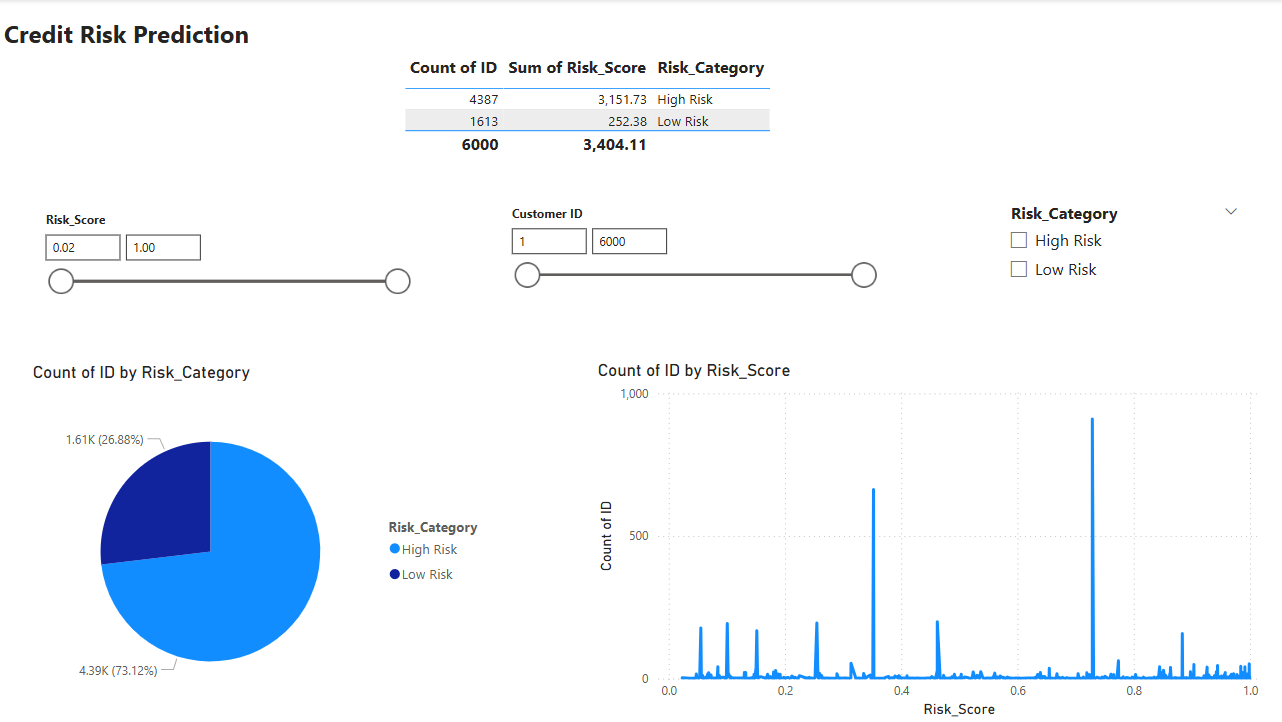 Credit Risk Prediction
Count of ID Sum of Risk_Score Risk_Category
4387 3,151.73 High Risk
1613 252.38 Low Risk
6000 3,404.11
Risk_Score
0.02 1.00
Customer ID
1 6000
Risk_Category
High Risk
Low Risk
Count of ID by Risk_Category
1.61K (26.88%)
4.39K (73.12%)
Risk_Category
High Risk
Low Risk
Count of ID by Risk_Score
1,000
500
0
Count of ID
0.0 0.2 0.4 0.6 0.8 1.0
Risk_Score